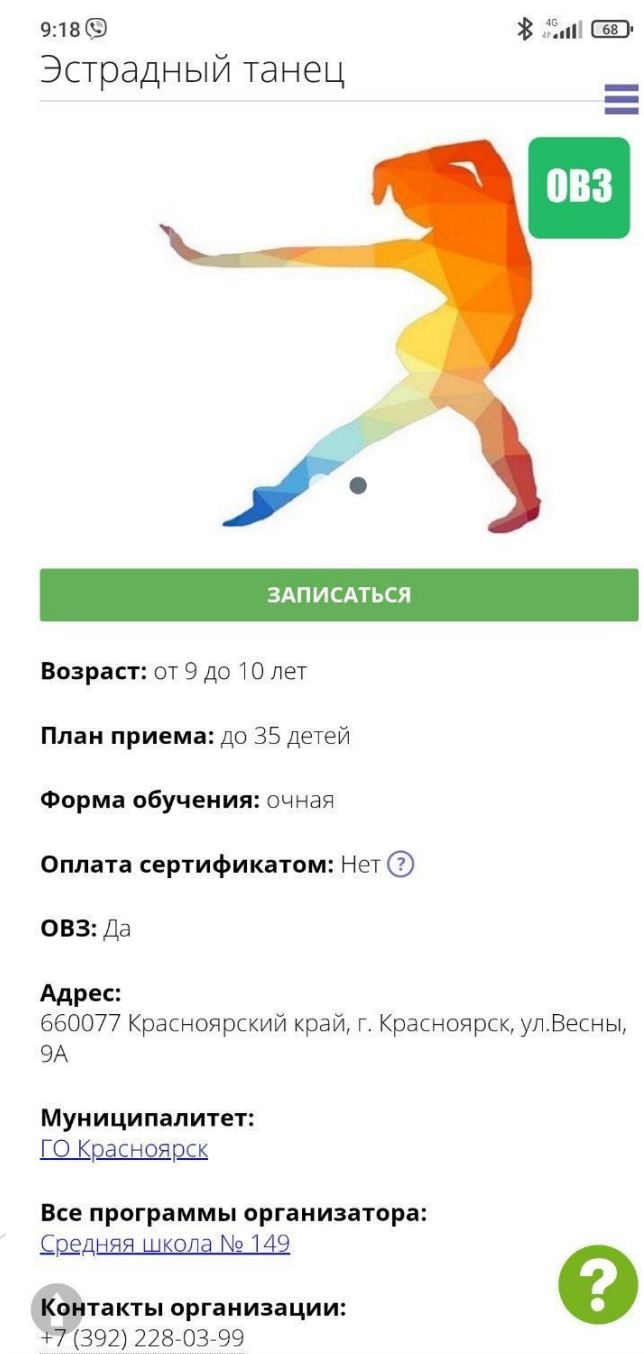 9:18
4G
68
Эстрадный танец
ОВЗ
ЗАПИСАТЬСЯ
Возраст: от 9 до 10 лет
План приема: до 35 детей
Форма обучения: очная
Оплата сертификатом: Нет ?
ОВЗ: Да
Адрес:
660077 Красноярский край, г. Красноярск, ул.Весны,
9А
Муниципалитет:
ГО Красноярск
Все программы организатора:
Средняя школа № 149
?
Контакты организации:
+7 (392) 228-03-99